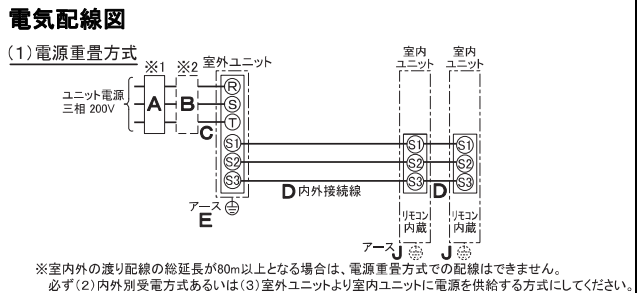 電気配線図
(1)電源重畳方式
※1 ※2 室外ユニット
室内 室内
ユニット ユニット
ユニット電源
三相 200V
A B
R
S
T
C
S1 S1 S1
S2 S2 S2
S3 S3 S3
D 内外接続線 D
アース
E
リモコン リモコン
内蔵 内蔵
アース J J
※室内外の渡り配線の総延長が80m以上となる場合は、電源重畳方式での配線はできません。
必ず(2)内外別受電方式あるいは(3)室外ユニットより室内ユニットに電源を供給する方式にしてください。